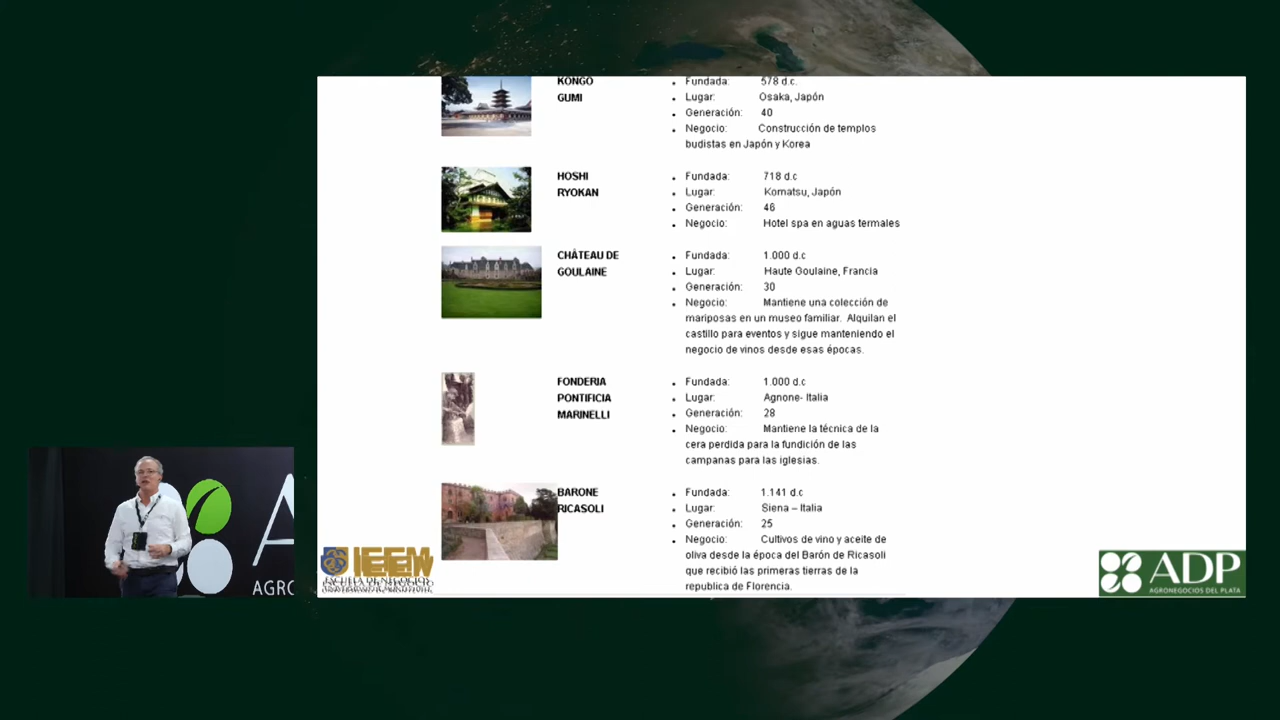 KONGO
GUMI
• Fundada: 578 d.c.
• Lugar: Osaka, Japón
• Generación: 40
• Negocio: Construcción de templos
budistas en Japón y Korea
HOSHI
RYOKAN
• Fundada: 718 d.c
• Lugar: Komatsu, Japón
• Generación: 46
• Negocio: Hotel spa en aguas termales
CHÂTEAU DE
GOULAINE
• Fundada: 1.000 d.c
• Lugar: Haute Goulaine, Francia
• Generación: 30
• Negocio: Mantiene una colección de
mariposas en un museo familiar. Alquilan el
castillo para eventos y sigue manteniendo el
negocio de vinos desde esas épocas.
FONDERIA
PONTIFICIA
MARINELLI
• Fundada: 1.000 d.c
• Lugar: Agnone- Italia
• Generación: 28
• Negocio: Mantiene la técnica de la
cera perdida para la fundición de las
campanas para las iglesias.
BARONE
RICASOLI
• Fundada: 1.141 d.c
• Lugar: Siena – Italia
• Generación: 25
• Negocio: Cultivos de vino y aceite de
oliva desde la época del Barón de Ricasoli
que recibió las primeras tierras de la
republica de Florencia.
IEEM
ESCUELA DE NEGOCIOS
ADP
AGRONEGOCIOS DEL PLATA
A
AGRO